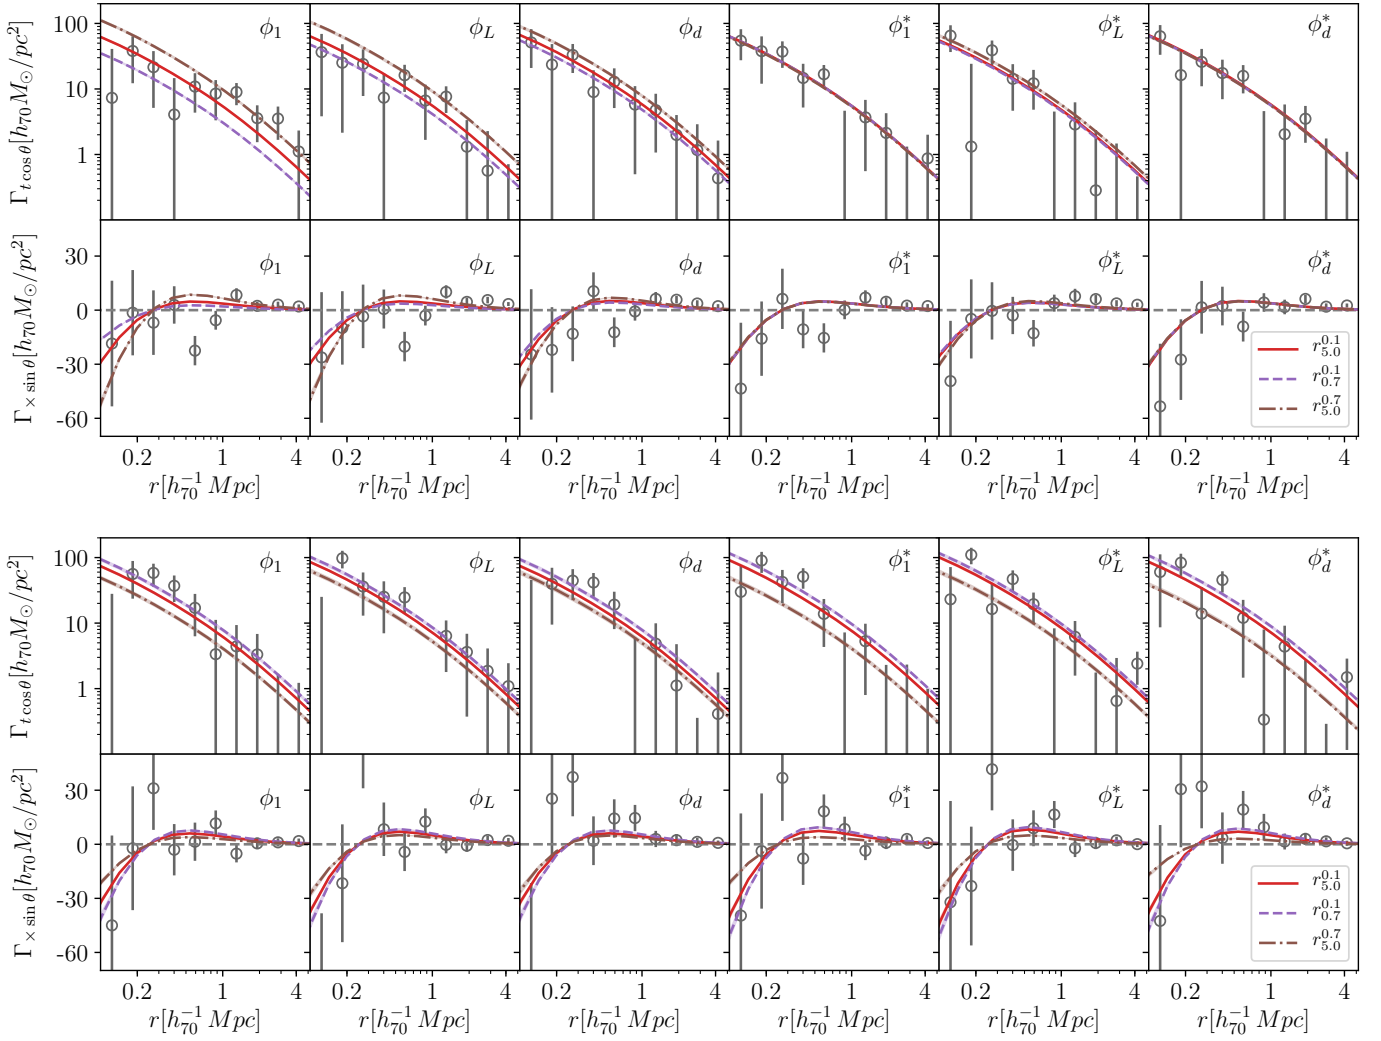 Γ_{t cos θ}[h_{70} M_⊙/pc^2]
100
10
1
ϕ_1
ϕ_L
ϕ_d
ϕ_1^*
ϕ_L^*
ϕ_d^*
Γ_{× sin θ}[h_{70} M_⊙/pc^2]
30
0
-30
-60
ϕ_1
ϕ_L
ϕ_d
ϕ_1^*
ϕ_L^*
ϕ_d^*
r_{5.0}^{0.1}
r_{0.7}^{0.1}
r_{5.0}^{0.7}
0.2 1 4
0.2 1 4
0.2 1 4
0.2 1 4
0.2 1 4
0.2 1 4
r[h_{70}^{-1} Mpc]
r[h_{70}^{-1} Mpc]
r[h_{70}^{-1} Mpc]
r[h_{70}^{-1} Mpc]
r[h_{70}^{-1} Mpc]
r[h_{70}^{-1} Mpc]
Γ_{t cos θ}[h_{70} M_⊙/pc^2]
100
10
1
ϕ_1
ϕ_L
ϕ_d
ϕ_1^*
ϕ_L^*
ϕ_d^*
Γ_{× sin θ}[h_{70} M_⊙/pc^2]
30
0
-30
-60
ϕ_1
ϕ_L
ϕ_d
ϕ_1^*
ϕ_L^*
ϕ_d^*
r_{5.0}^{0.1}
r_{0.7}^{0.1}
r_{5.0}^{0.7}
0.2 1 4
0.2 1 4
0.2 1 4
0.2 1 4
0.2 1 4
0.2 1 4
r[h_{70}^{-1} Mpc]
r[h_{70}^{-1} Mpc]
r[h_{70}^{-1} Mpc]
r[h_{70}^{-1} Mpc]
r[h_{70}^{-1} Mpc]
r[h_{70}^{-1} Mpc]